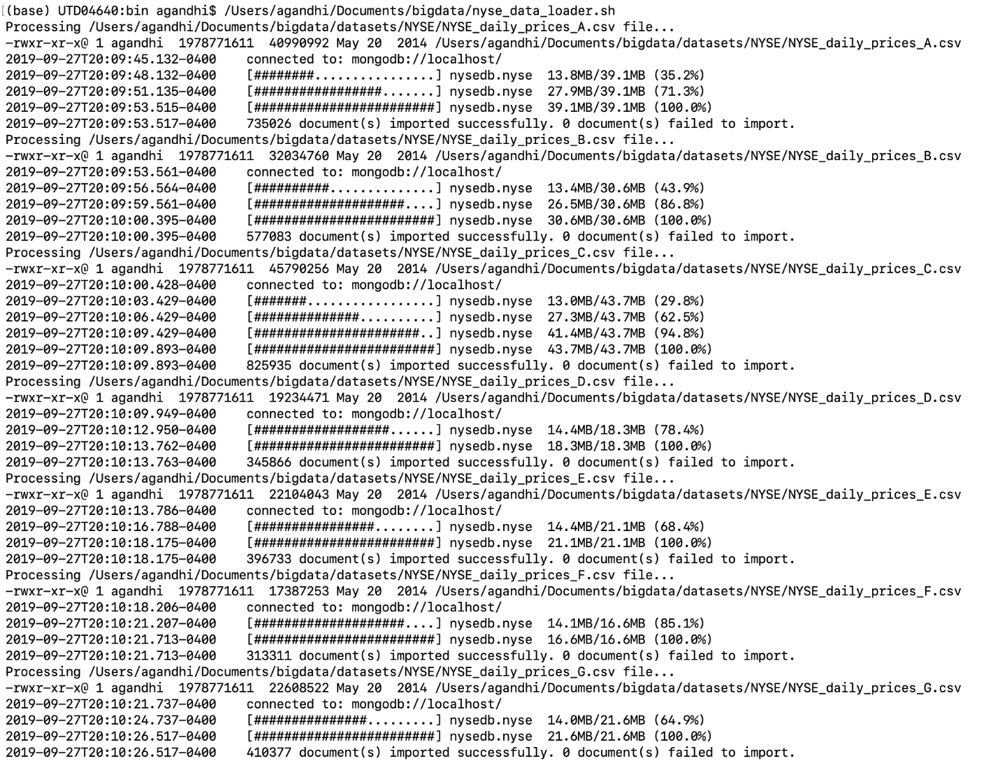 [(base) UTD04640:bin agandhi$ /Users/agandhi/Documents/bigdata/nyse_data_loader.sh
Processing /Users/agandhi/Documents/bigdata/datasets/NYSE/NYSE_daily_prices_A.csv file...
-rwxr-xr-x@ 1 agandhi  1978771611  40990992 May 20  2014 /Users/agandhi/Documents/bigdata/datasets/NYSE/NYSE_daily_prices_A.csv
2019-09-27T20:09:45.132-0400    connected to: mongodb://localhost/
2019-09-27T20:09:48.132-0400    [########................] nysedb.nyse  13.8MB/39.1MB (35.2%)
2019-09-27T20:09:51.135-0400    [#################.......] nysedb.nyse  27.9MB/39.1MB (71.3%)
2019-09-27T20:09:53.515-0400    [########################] nysedb.nyse  39.1MB/39.1MB (100.0%)
2019-09-27T20:09:53.517-0400    735026 document(s) imported successfully. 0 document(s) failed to import.
Processing /Users/agandhi/Documents/bigdata/datasets/NYSE/NYSE_daily_prices_B.csv file...
-rwxr-xr-x@ 1 agandhi  1978771611  32034760 May 20  2014 /Users/agandhi/Documents/bigdata/datasets/NYSE/NYSE_daily_prices_B.csv
2019-09-27T20:09:53.561-0400    connected to: mongodb://localhost/
2019-09-27T20:09:56.564-0400    [##########..............] nysedb.nyse  13.4MB/30.6MB (43.9%)
2019-09-27T20:09:59.561-0400    [####################....] nysedb.nyse  26.5MB/30.6MB (86.8%)
2019-09-27T20:10:00.395-0400    [########################] nysedb.nyse  30.6MB/30.6MB (100.0%)
2019-09-27T20:10:00.395-0400    577083 document(s) imported successfully. 0 document(s) failed to import.
Processing /Users/agandhi/Documents/bigdata/datasets/NYSE/NYSE_daily_prices_C.csv file...
-rwxr-xr-x@ 1 agandhi  1978771611  45790256 May 20  2014 /Users/agandhi/Documents/bigdata/datasets/NYSE/NYSE_daily_prices_C.csv
2019-09-27T20:10:00.428-0400    connected to: mongodb://localhost/
2019-09-27T20:10:03.429-0400    [#######.................] nysedb.nyse  13.0MB/43.7MB (29.8%)
2019-09-27T20:10:06.429-0400    [##############..........] nysedb.nyse  27.3MB/43.7MB (62.5%)
2019-09-27T20:10:09.429-0400    [######################..] nysedb.nyse  41.4MB/43.7MB (94.8%)
2019-09-27T20:10:09.893-0400    [########################] nysedb.nyse  43.7MB/43.7MB (100.0%)
2019-09-27T20:10:09.893-0400    825935 document(s) imported successfully. 0 document(s) failed to import.
Processing /Users/agandhi/Documents/bigdata/datasets/NYSE/NYSE_daily_prices_D.csv file...
-rwxr-xr-x@ 1 agandhi  1978771611  19234471 May 20  2014 /Users/agandhi/Documents/bigdata/datasets/NYSE/NYSE_daily_prices_D.csv
2019-09-27T20:10:09.949-0400    connected to: mongodb://localhost/
2019-09-27T20:10:12.950-0400    [##################......] nysedb.nyse  14.4MB/18.3MB (78.4%)
2019-09-27T20:10:13.762-0400    [########################] nysedb.nyse  18.3MB/18.3MB (100.0%)
2019-09-27T20:10:13.763-0400    345866 document(s) imported successfully. 0 document(s) failed to import.
Processing /Users/agandhi/Documents/bigdata/datasets/NYSE/NYSE_daily_prices_E.csv file...
-rwxr-xr-x@ 1 agandhi  1978771611  22104043 May 20  2014 /Users/agandhi/Documents/bigdata/datasets/NYSE/NYSE_daily_prices_E.csv
2019-09-27T20:10:13.786-0400    connected to: mongodb://localhost/
2019-09-27T20:10:16.788-0400    [################........] nysedb.nyse  14.4MB/21.1MB (68.4%)
2019-09-27T20:10:18.175-0400    [########################] nysedb.nyse  21.1MB/21.1MB (100.0%)
2019-09-27T20:10:18.175-0400    396733 document(s) imported successfully. 0 document(s) failed to import.
Processing /Users/agandhi/Documents/bigdata/datasets/NYSE/NYSE_daily_prices_F.csv file...
-rwxr-xr-x@ 1 agandhi  1978771611  17387253 May 20  2014 /Users/agandhi/Documents/bigdata/datasets/NYSE/NYSE_daily_prices_F.csv
2019-09-27T20:10:18.206-0400    connected to: mongodb://localhost/
2019-09-27T20:10:21.207-0400    [####################....] nysedb.nyse  14.1MB/16.6MB (85.1%)
2019-09-27T20:10:21.713-0400    [########################] nysedb.nyse  16.6MB/16.6MB (100.0%)
2019-09-27T20:10:21.713-0400    313311 document(s) imported successfully. 0 document(s) failed to import.
Processing /Users/agandhi/Documents/bigdata/datasets/NYSE/NYSE_daily_prices_G.csv file...
-rwxr-xr-x@ 1 agandhi  1978771611  22608522 May 20  2014 /Users/agandhi/Documents/bigdata/datasets/NYSE/NYSE_daily_prices_G.csv
2019-09-27T20:10:21.737-0400    connected to: mongodb://localhost/
2019-09-27T20:10:24.737-0400    [###############.........] nysedb.nyse  14.0MB/21.6MB (64.9%)
2019-09-27T20:10:26.517-0400    [########################] nysedb.nyse  21.6MB/21.6MB (100.0%)
2019-09-27T20:10:26.517-0400    410377 document(s) imported successfully. 0 document(s) failed to import.